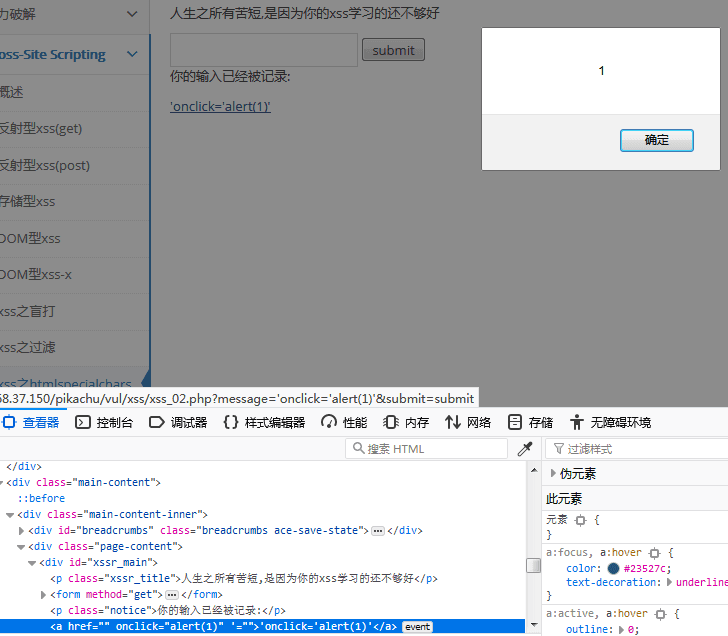 力破解
人生之所有苦短,是因为你的xss学习的还不够好
oss-Site Scripting
submit
概述
你的输入已经被记录:
1
'onclick='alert(1)'
反射型xss(get)
确定
反射型xss(post)
存储型xss
DOM型xss
DOM型xss-x
xss之盲打
xss之过滤
xss之htmlspecialchars
58.37.150/pikachu/vul/xss/xss_02.php?message='onclick='alert(1)'&submit=submit
查看器 控制台 调试器 {} 样式编辑器 性能 内存 网络 存储 无障碍环境
搜索 HTML 过滤样式
</div>
<div class="main-content">
::before
<div class="main-content-inner">
<div id="breadcrumbs" class="breadcrumbs ace-save-state"> ••• </div>
<div class="page-content">
<div id="xssr_main">
<p class="xssr_title">人生之所有苦短,是因为你的xss学习的还不够好</p>
<form method="get"> ••• </form>
<p class="notice">你的输入已经被记录:</p>
<a href="" onclick="alert(1)" '="">'onclick='alert(1)'</a> event
伪元素
此元素
元素 {
}
a:focus, a:hover {
color: #23527c;
text-decoration: underline
}
a:active, a:hover {
outline: 0;